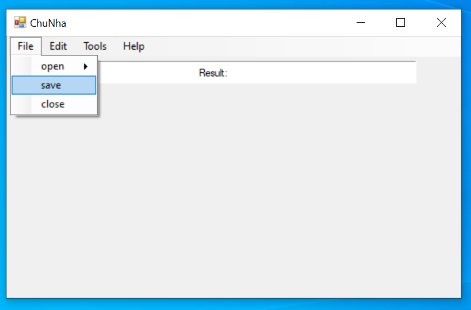 ChuNha
File Edit Tools Help
open
Result:
save
close